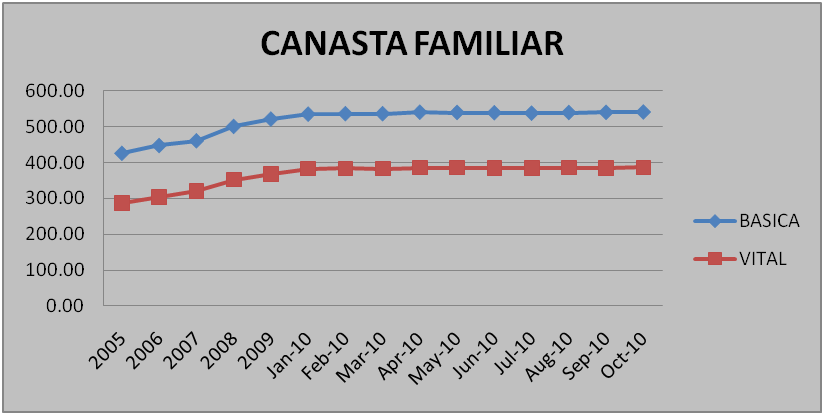 CANASTA FAMILIAR
600.00
500.00
400.00
300.00
200.00
100.00
0.00
2005
2006
2007
2008
2009
Jan-10
Feb-10
Mar-10
Apr-10
May-10
Jun-10
Jul-10
Aug-10
Sep-10
Oct-10
BASICA
VITAL